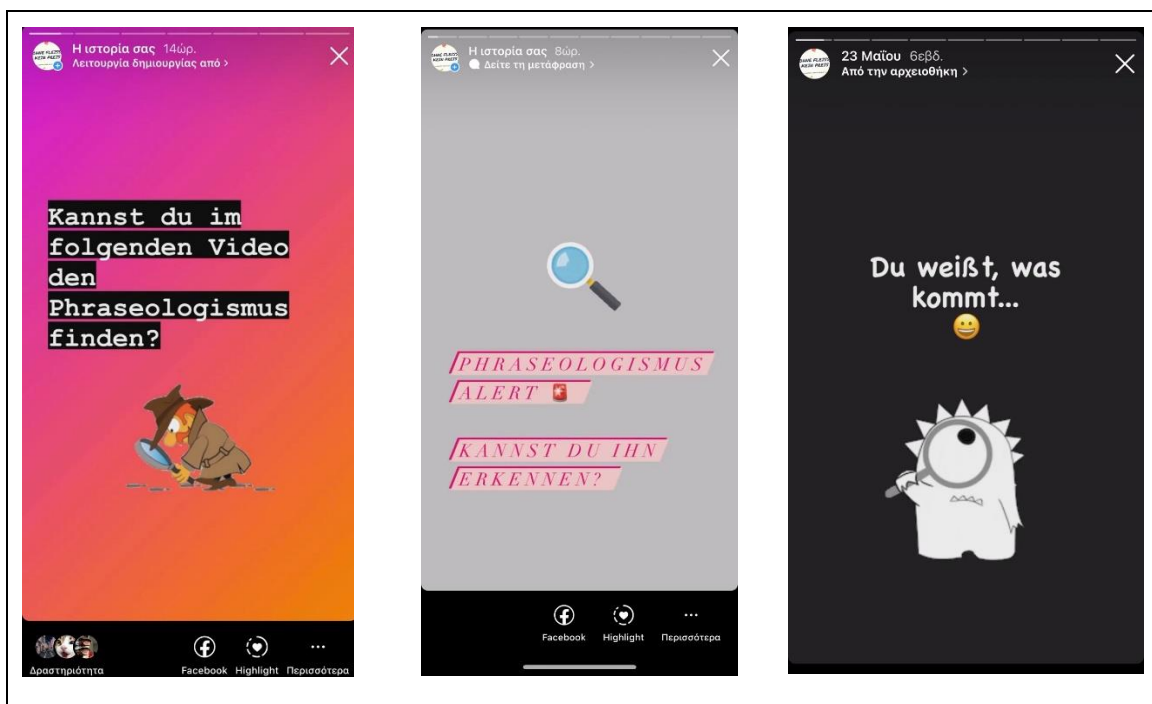 Η ιστορία σας 14ώρ.
Λειτουργία δημιουργίας από >
Kannst du im
folgenden Video
den
Phraseologismus
finden?
Δραστηριότητα
Facebook Highlight Περισσότερα
Η ιστορία σας 8ώρ.
Δείτε τη μετάφραση >
PHRASEOLOGISMUS
ALERT
KANNST DU IHN
ERKENNEN?
Facebook Highlight Περισσότερα
23 Μαΐου 6εβδ.
Από την αρχειοθήκη >
Du weißt, was
kommt...